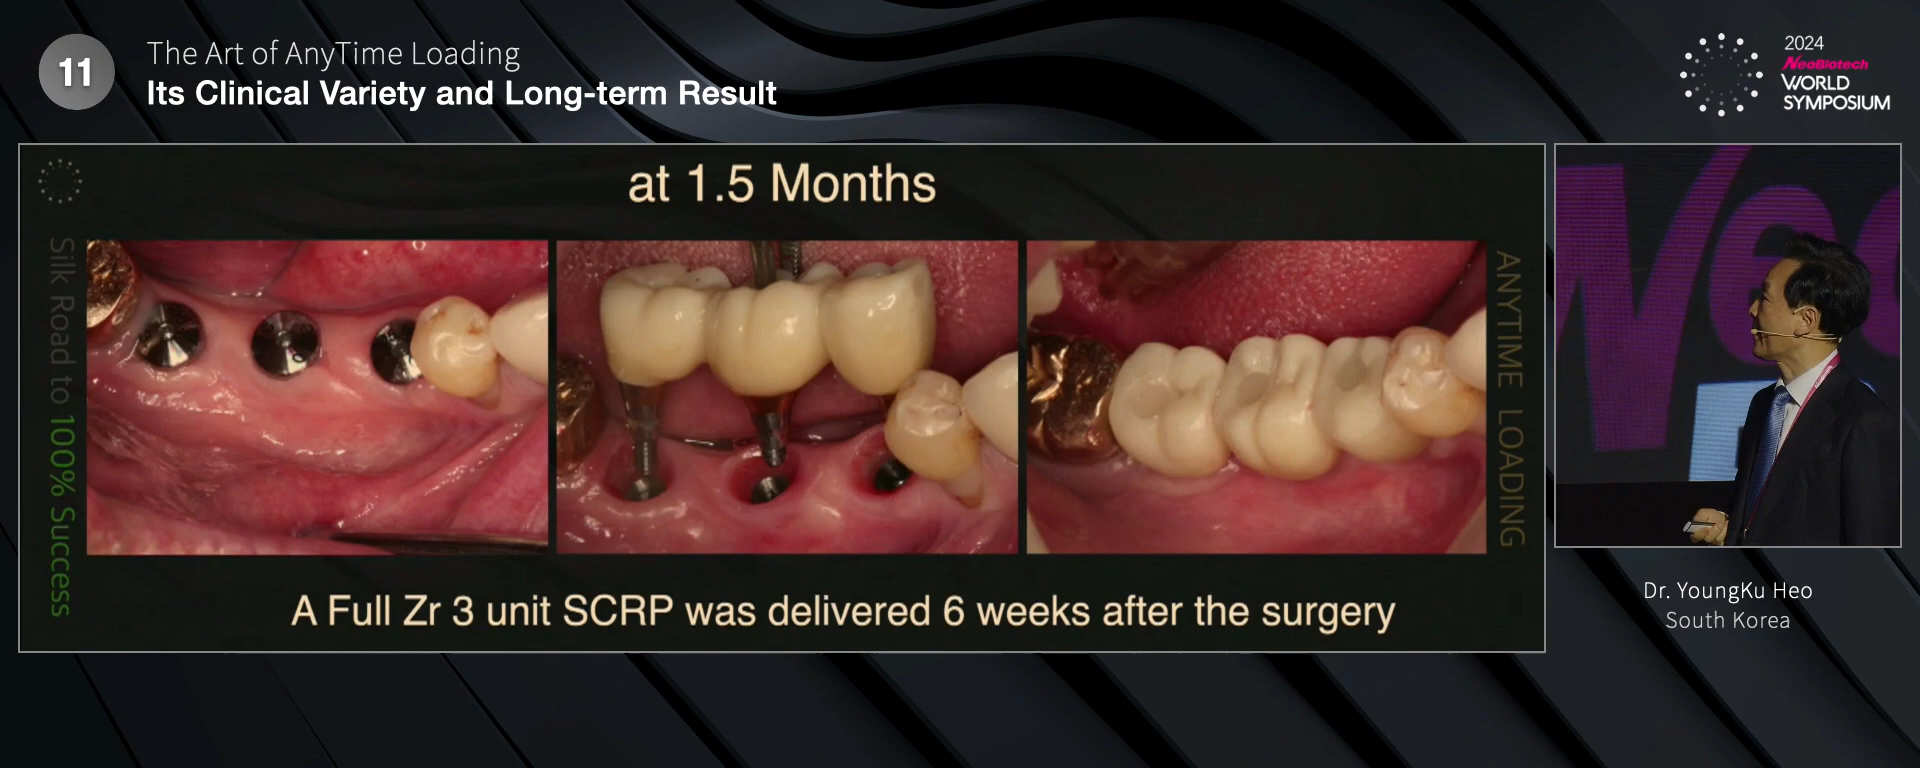 11
The Art of AnyTime Loading
Its Clinical Variety and Long-term Result
2024
NeoBiotech
WORLD
SYMPOSIUM
at 1.5 Months
Silk Road to 100% Success
ANYTIME LOADING
A Full Zr 3 unit SCRP was delivered 6 weeks after the surgery
Neo
Dr. YoungKu Heo
South Korea